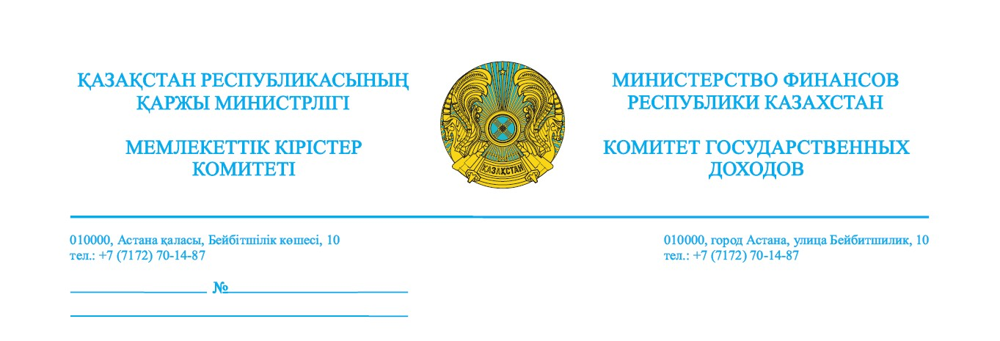 ҚАЗАҚСТАН РЕСПУБЛИКАСЫНЫҢ
ҚАРЖЫ МИНИСТРЛІГІ
МЕМЛЕКЕТТІК КІРІСТЕР
КОМИТЕТІ
ҚАЗАҚСТАН
МИНИСТЕРСТВО ФИНАНСОВ
РЕСПУБЛИКИ КАЗАХСТАН
КОМИТЕТ ГОСУДАРСТВЕННЫХ
ДОХОДОВ
010000, Астана қаласы, Бейбітшілік көшесі, 10
тел.: +7 (7172) 70-14-87
010000, город Астана, улица Бейбитшилик, 10
тел.: +7 (7172) 70-14-87
№